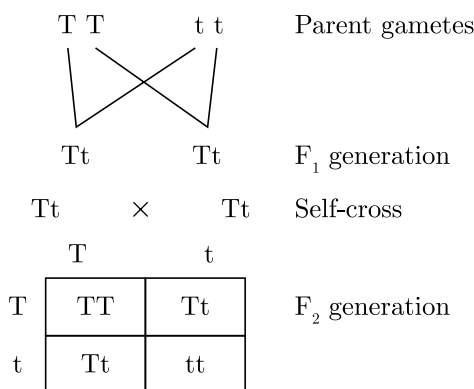 T T t t Parent gametes
Tt Tt F₁ generation
Tt × Tt Self-cross
T t
T TT Tt F₂ generation
t Tt tt